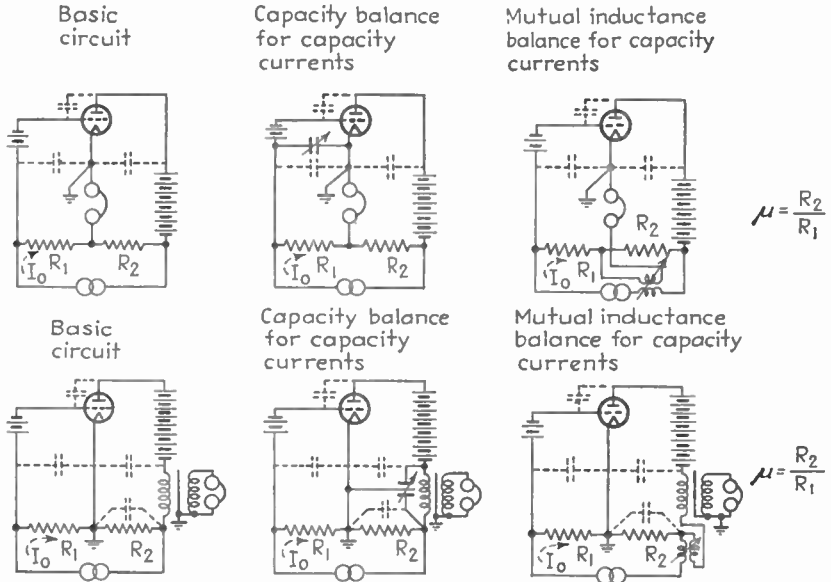 Basic
circuit
Capacity balance
for capacity
currents
Mutual inductance
balance for capacity
currents
I₀ R₁ R₂
I₀ R₁ R₂
I₀ R₁ R₂
μ = R₂/R₁
Basic
circuit
Capacity balance
for capacity
currents
Mutual inductance
balance for capacity
currents
I₀ R₁ R₂
I₀ R₁ R₂
I₀ R₁ R₂
μ = R₂/R₁